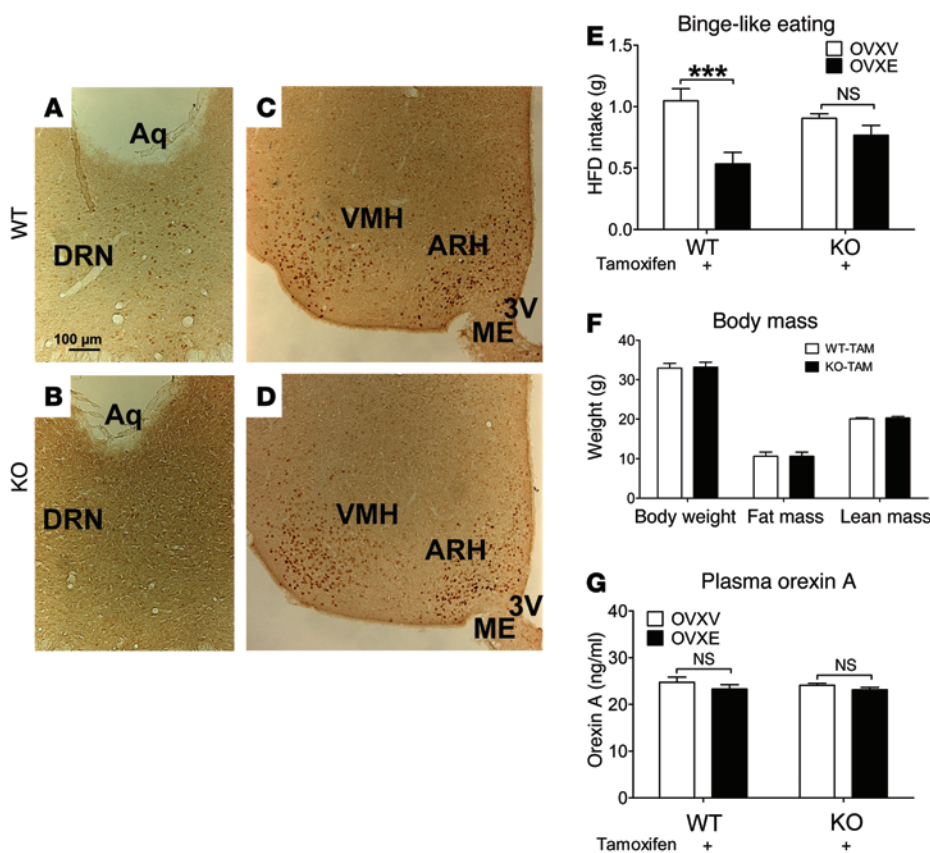 A
Aq
DRN
100 μm
WT
C
VMH
ARH
3V
ME
B
Aq
DRN
KO
D
VMH
ARH
3V
ME
E
Binge-like eating
OVXV
OVXE
HFD intake (g)
1.5
1.0
0.5
0.0
***
NS
WT
KO
Tamoxifen
+
+
F
Body mass
WT-TAM
KO-TAM
Weight (g)
40
30
20
10
0
Body weight
Fat mass
Lean mass
G
Plasma orexin A
OVXV
OVXE
Orexin A (ng/ml)
40
30
20
10
0
NS
NS
WT
KO
Tamoxifen
+
+